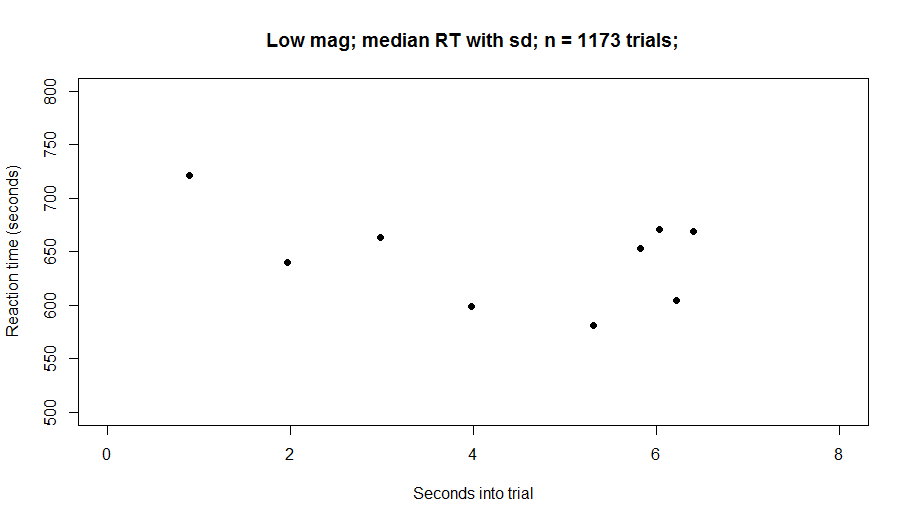 Low mag; median RT with sd; n = 1173 trials;
Reaction time (seconds)
800
750
700
650
600
550
500
0 2 4 6 8
Seconds into trial